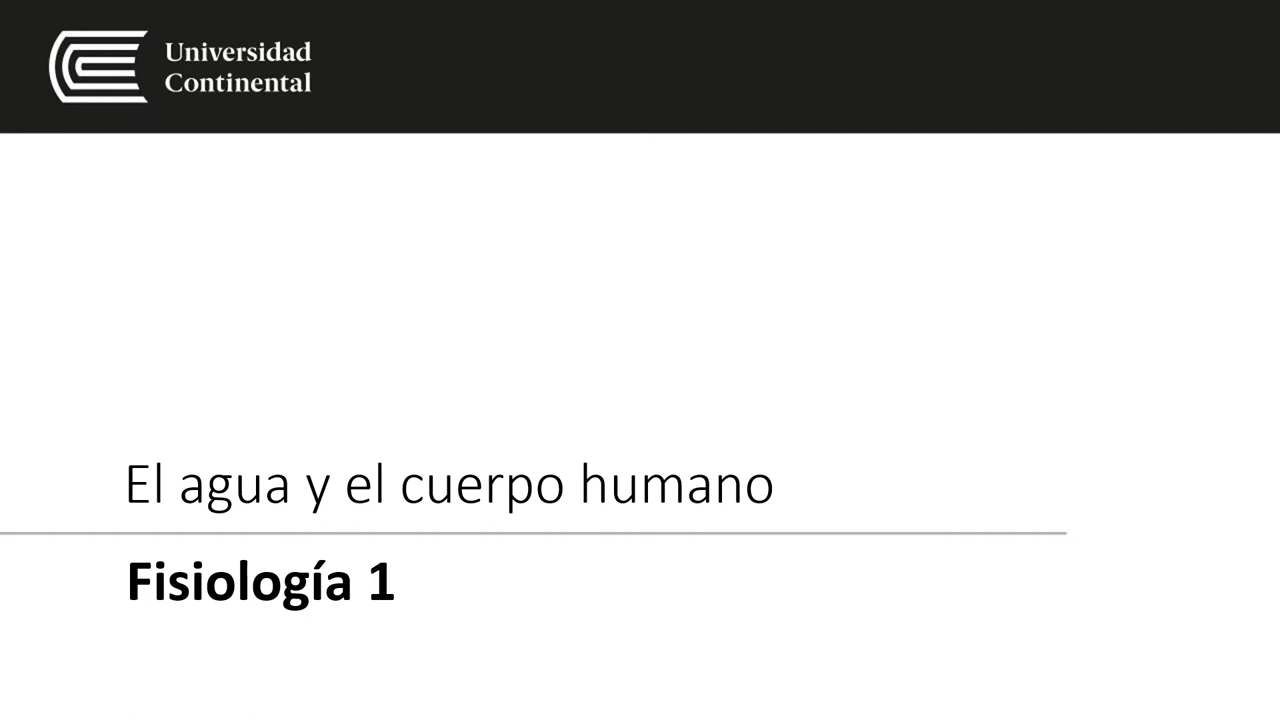 Universidad
Continental
El agua y el cuerpo humano
Fisiología 1